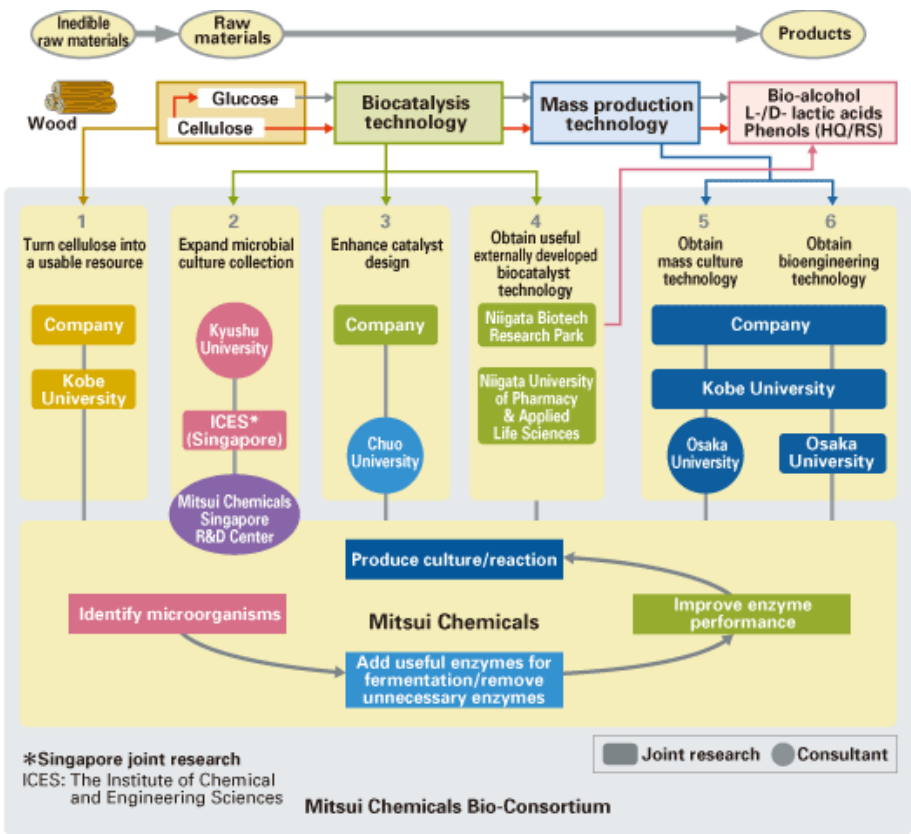 Inedible
raw materials
Raw
materials
Products
Wood
Glucose
Cellulose
Biocatalysis
technology
Mass production
technology
Bio-alcohol
L-/D- lactic acids
Phenols (HQ/RS)
1
Turn cellulose into
a usable resource
Company
Kobe
University
2
Expand microbial
culture collection
Kyushu
University
ICES*
(Singapore)
Mitsui Chemicals
Singapore
R&D Center
3
Enhance catalyst
design
Company
Chuo
University
4
Obtain useful
externally developed
biocatalyst
technology
Niigata Biotech
Research Park
Niigata University
of Pharmacy
& Applied
Life Sciences
5
Obtain
mass culture
technology
6
Obtain
bioengineering
technology
Company
Kobe University
Osaka
University
Osaka
University
Produce culture/reaction
Identify microorganisms
Mitsui Chemicals
Improve enzyme
performance
Add useful enzymes for
fermentation/remove
unnecessary enzymes
*Singapore joint research
ICES: The Institute of Chemical
and Engineering Sciences
Joint research
Consultant
Mitsui Chemicals Bio-Consortium